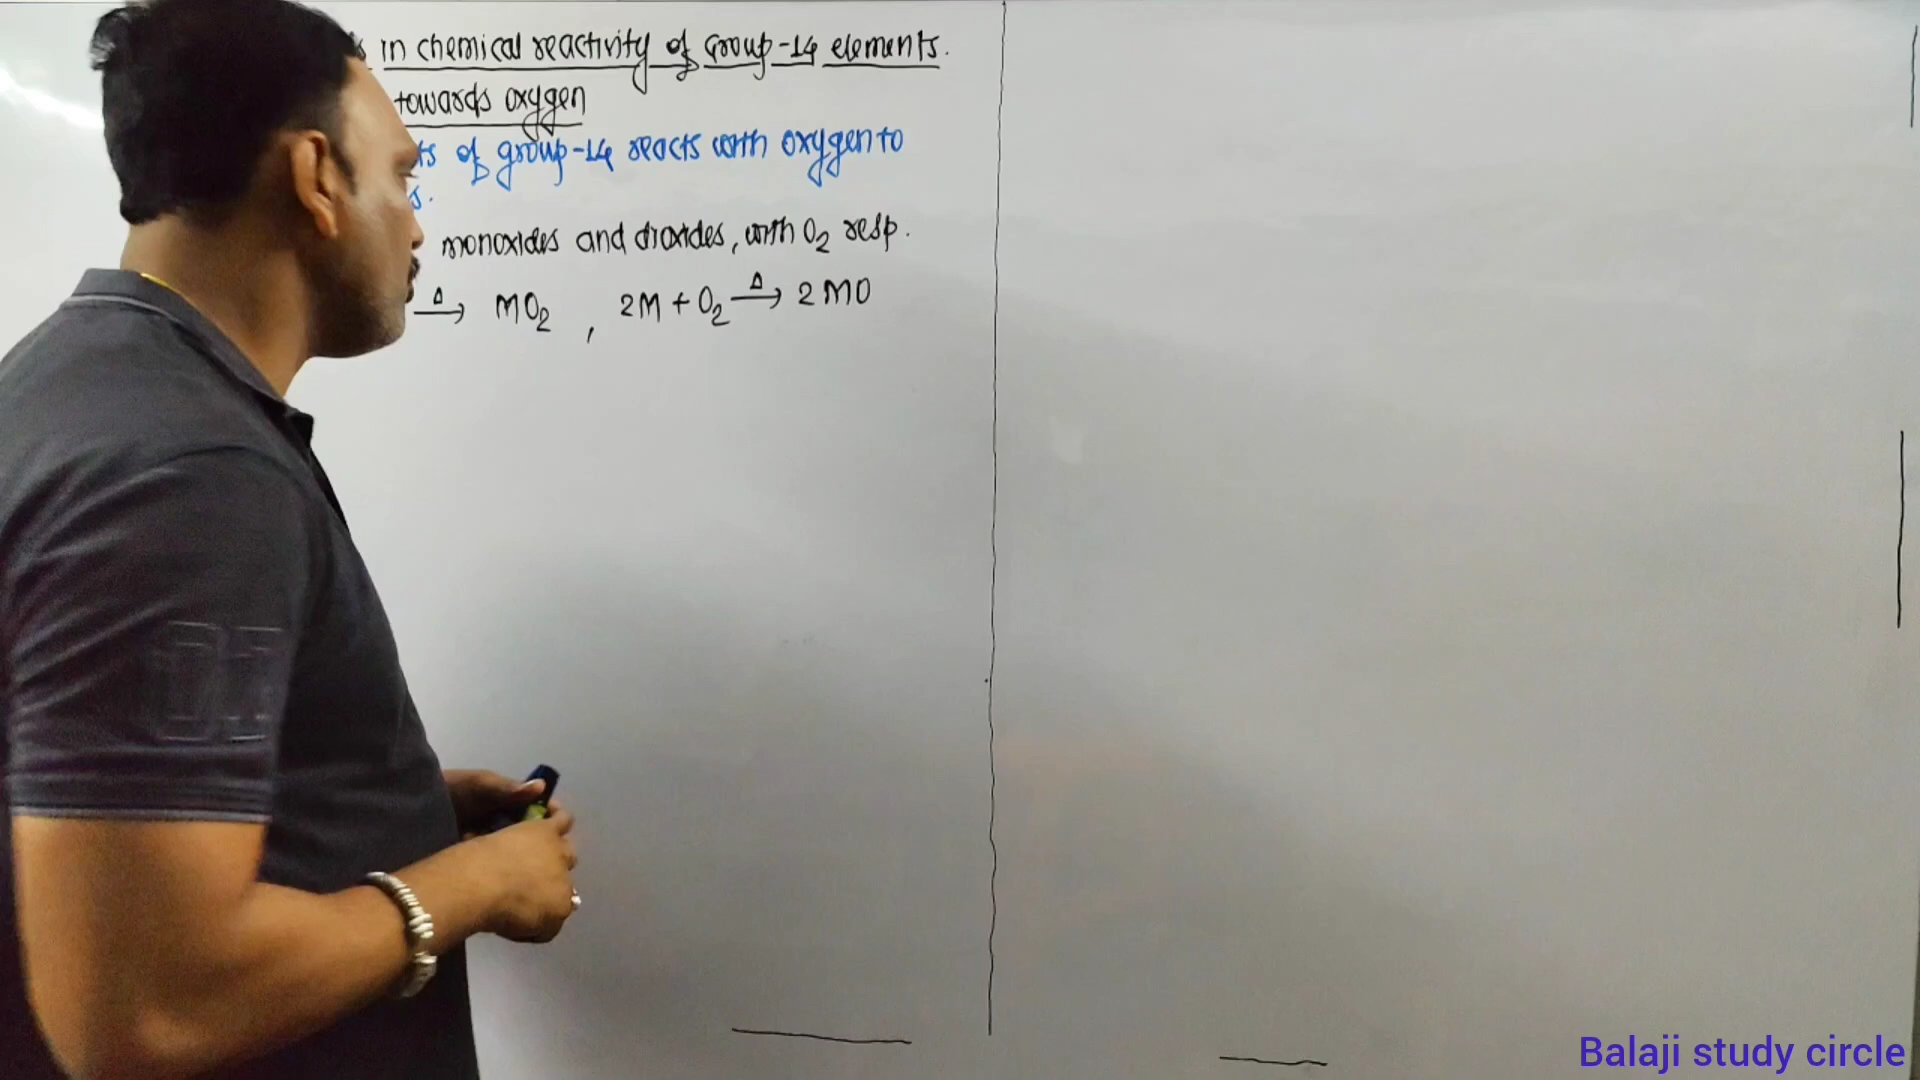 in chemical reactivity of Group-14 elements.
towards oxygen
ts of group-14 reacts with oxygen to
s.
monoxides and dioxides, with O₂ resp.
Δ→ MO₂ , 2M + O₂ Δ→ 2MO
Balaji study circle